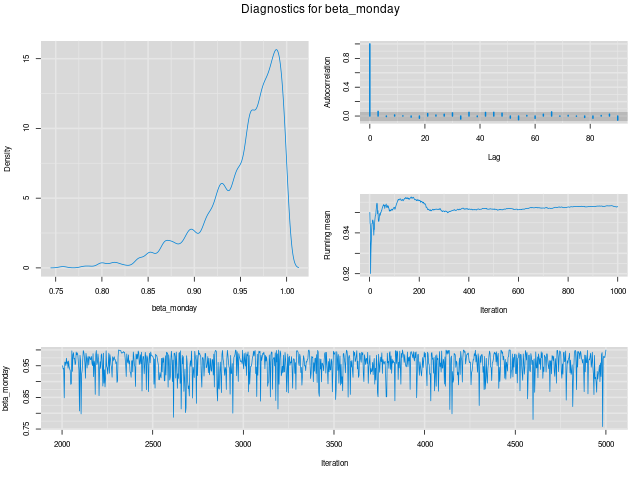 Diagnostics for beta_monday
Density
15
10
5
0
0.75 0.80 0.85 0.90 0.95 1.00
beta_monday
Autocorrelation
0.8
0.4
0.0
0 20 40 60 80
Lag
Running mean
0.94
0.92
0 200 400 600 800 1000
Iteration
beta_monday
0.95
0.85
0.75
2000 2500 3000 3500 4000 4500 5000
Iteration